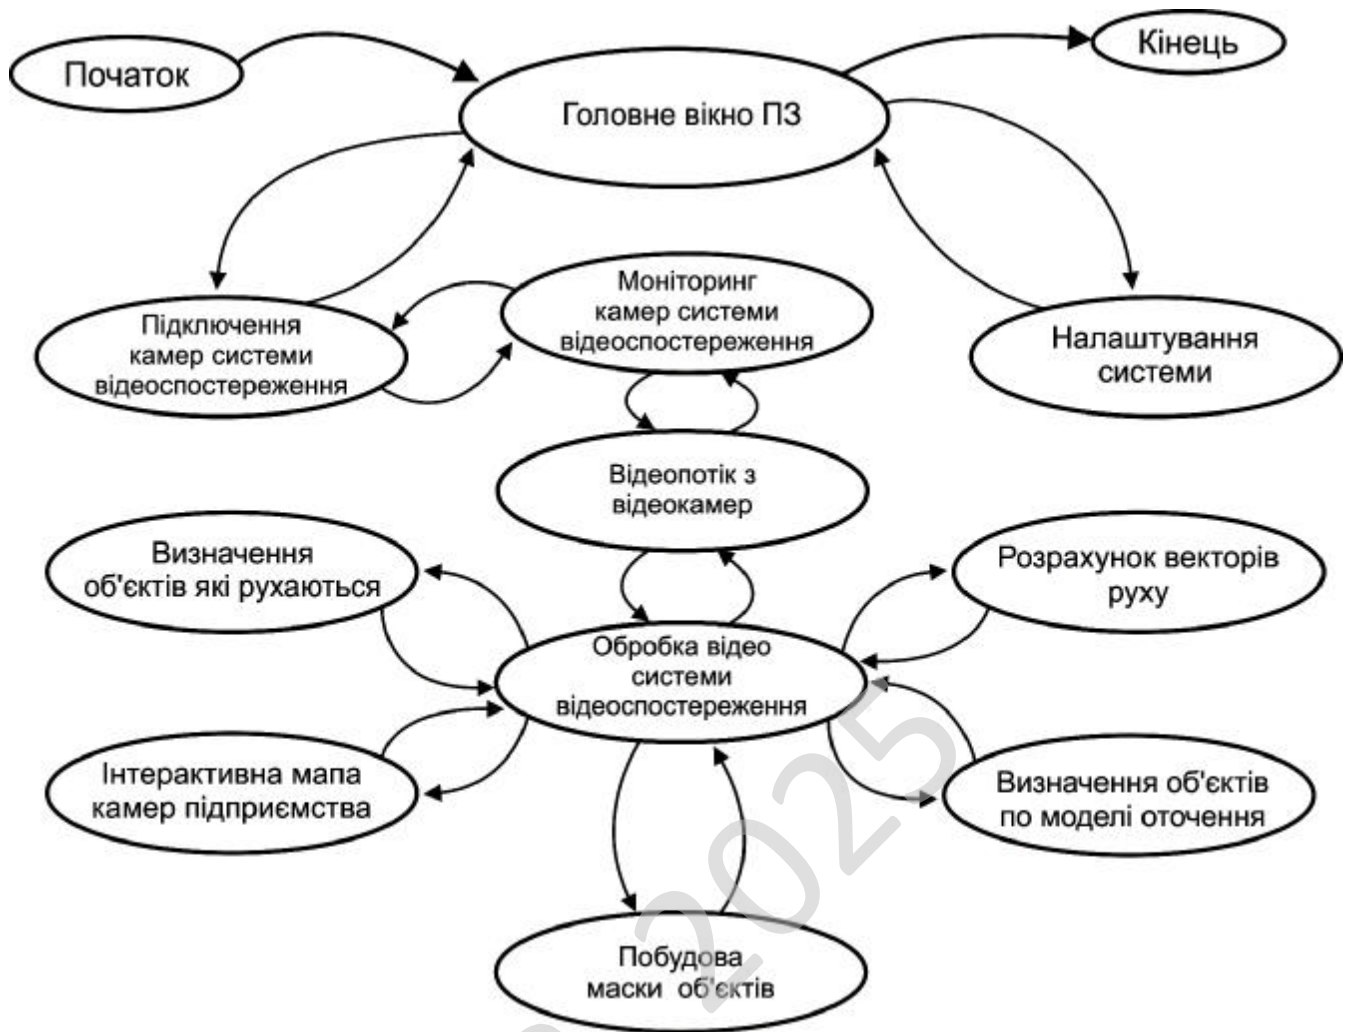 Початок
Головне вікно ПЗ
Кінець
Підключення
камер системи
відеоспостереження
Моніторинг
камер системи
відеоспостереження
Налаштування
системи
Відеопотік з
відеокамер
Визначення
об'єктів які рухаються
Розрахунок векторів
руху
Обробка відео
системи
відеоспостереження
Інтерактивна мапа
камер підприємства
Визначення об'єктів
по моделі оточення
Побудова
маски об'єктів
2025